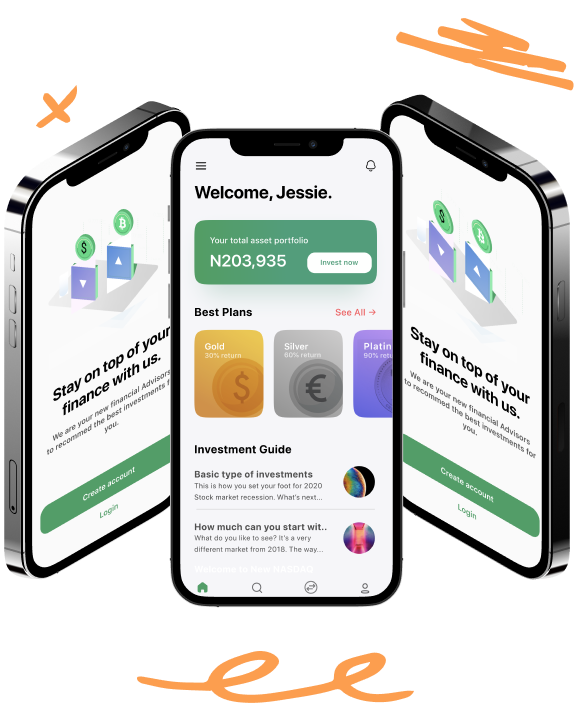 Stay on top of your
finance with us.
We are your new financial Advisors
to recommed the best investments f
you.
Create account
Login
Welcome, Jessie.
Your total asset portfolio
N203,935
Invest now
Best Plans
See All →
Gold
30% return
Silver
60% return
Platin
90% retu
Investment Guide
Basic type of investments
This is how you set your foot for 2020
Stock market recession. What's next...
How much can you start wit..
What do you like to see? It's a very
different market from 2018. The way...
Welcome to New NASDAQ
Stay on top of your
finance with us.
We are your new financial Advisors
to recommed the best investments for
you.
Create account
Login